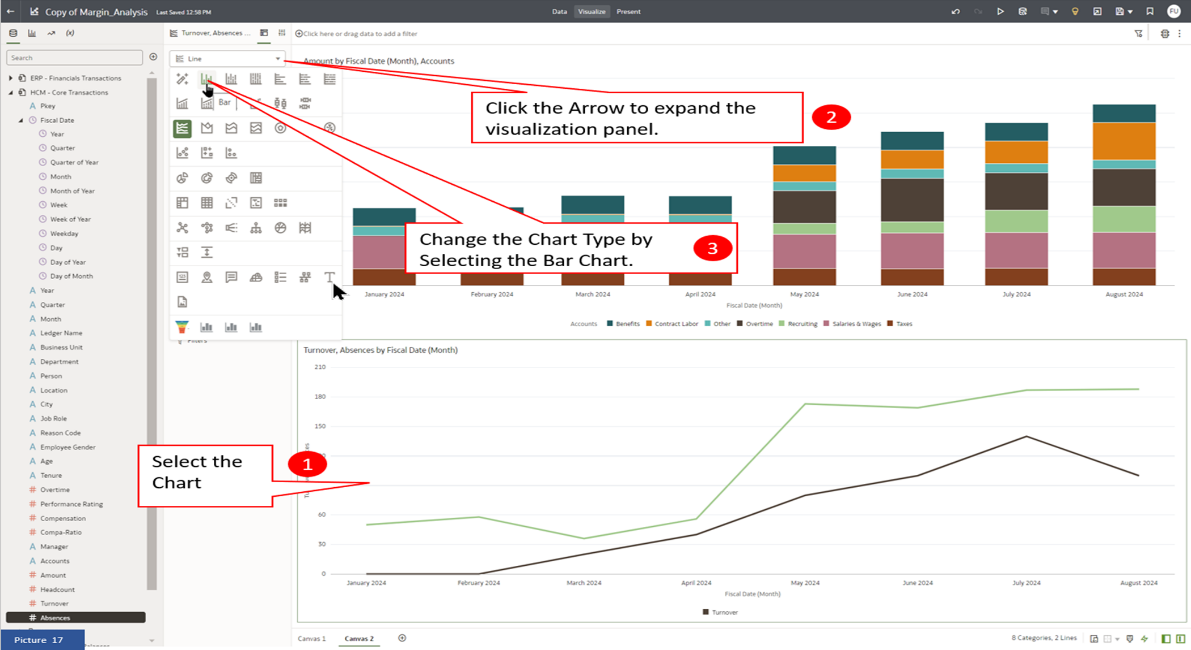 Copy of Margin_Analysis Last Saved 12:58 PM
Data Visualize Present
FU
(x)
Turnover, Absences ...
Click here or drag data to add a filter
Search
ERP - Financials Transactions
HCM - Core Transactions
A Pkey
Fiscal Date
Year
Quarter
Quarter of Year
Month
Month of Year
Week
Week of Year
Weekday
Day
Day of Year
Day of Month
A Year
A Quarter
A Month
A Ledger Name
A Business Unit
A Department
A Person
A Location
A City
A Job Role
A Reason Code
A Employee Gender
A Age
A Tenure
# Overtime
# Performance Rating
# Compensation
# Compa-Ratio
A Manager
A Accounts
# Amount
# Headcount
# Turnover
# Absences
Picture 17
Line
Bar
T
Filters
Amount by Fiscal Date (Month), Accounts
Click the Arrow to expand the
visualization panel.
2
Change the Chart Type by
Selecting the Bar Chart.
3
January 2024 February 2024 March 2024 April 2024 May 2024 June 2024 July 2024 August 2024
Fiscal Date (Month)
Accounts Benefits Contract Labor Other Overtime Recruiting Salaries & Wages Taxes
Turnover, Absences by Fiscal Date (Month)
210
180
150
60
30
0
Select the
Chart
1
January 2024 February 2024 March 2024 April 2024 May 2024 June 2024 July 2024 August 2024
Fiscal Date (Month)
Turnover
Canvas 1 Canvas 2
8 Categories, 2 Lines